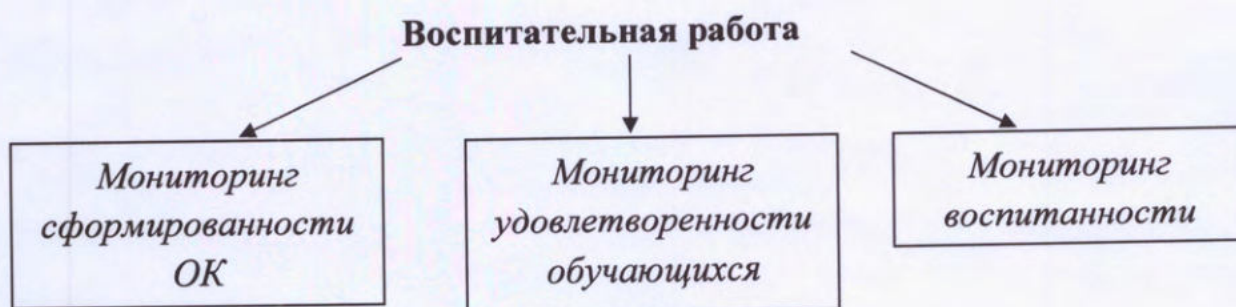 Воспитательная работа
Мониторинг
сформированности
ОК
Мониторинг
удовлетворенности
обучающихся
Мониторинг
воспитанности